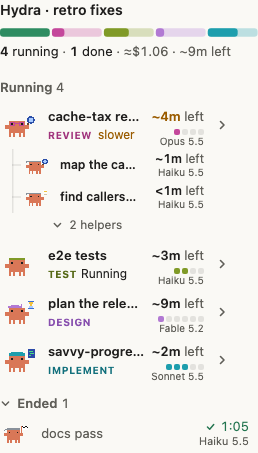 Hydra · retro fixes
4 running · 1 done · ≈$1.06 · ~9m left
Running 4
cache-tax re... ~4m left
REVIEW slower
Opus 5.5
map the ca... ~1m left
Haiku 5.5
find callers... <1m left
Haiku 5.5
2 helpers
e2e tests ~3m left
TEST Running
Haiku 5.5
plan the rele... ~9m left
DESIGN
Fable 5.2
savvy-progre... ~2m left
IMPLEMENT
Sonnet 5.5
Ended 1
docs pass ✓ 1:05
Haiku 5.5